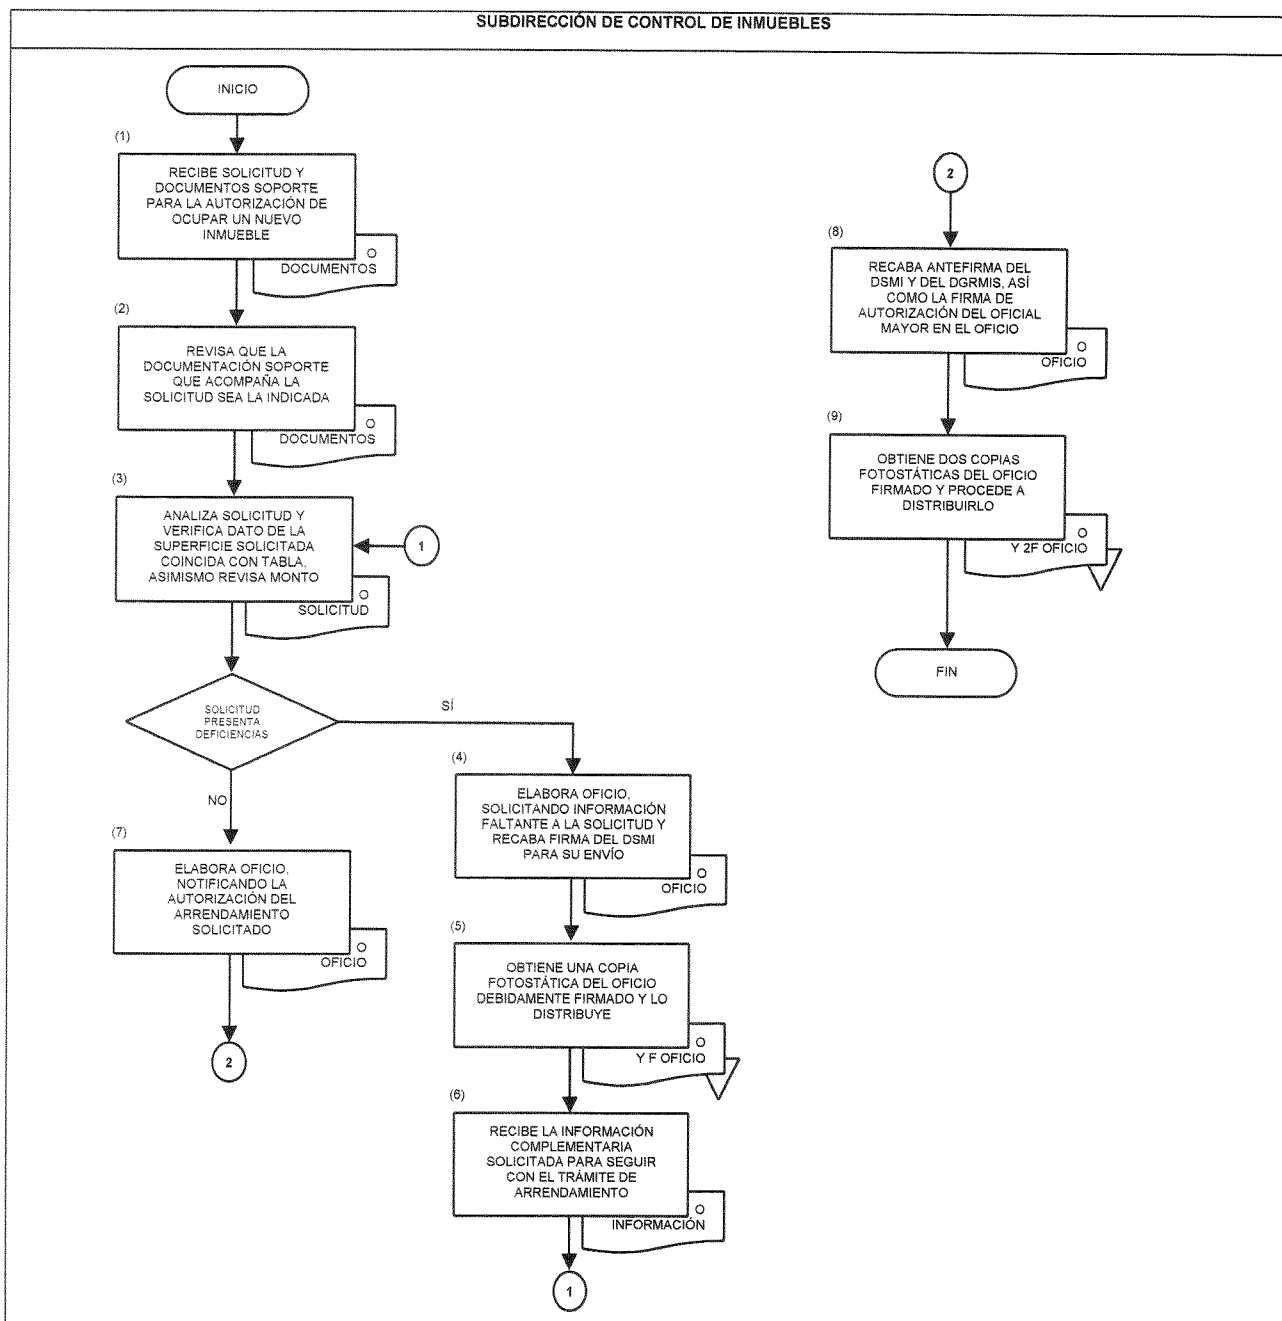 SUBDIRECCIÓN DE CONTROL DE INMUEBLES
INICIO
(1)
RECIBE SOLICITUD Y
DOCUMENTOS SOPORTE
PARA LA AUTORIZACIÓN DE
OCUPAR UN NUEVO
INMUEBLE
O
DOCUMENTOS
(2)
REVISA QUE LA
DOCUMENTACIÓN SOPORTE
QUE ACOMPAÑA LA
SOLICITUD SEA LA INDICADA
O
DOCUMENTOS
(3)
ANALIZA SOLICITUD Y
VERIFICA DATO DE LA
SUPERFICIE SOLICITADA
COINCIDA CON TABLA,
ASIMISMO REVISA MONTO
1
O
SOLICITUD
SOLICITUD
PRESENTA
DEFICIENCIAS
SÍ
NO
(7)
ELABORA OFICIO,
NOTIFICANDO LA
AUTORIZACIÓN DEL
ARRENDAMIENTO
SOLICITADO
O
OFICIO
2
(4)
ELABORA OFICIO,
SOLICITANDO INFORMACIÓN
FALTANTE A LA SOLICITUD Y
RECABA FIRMA DEL DSMI
PARA SU ENVÍO
O
OFICIO
(5)
OBTIENE UNA COPIA
FOTOSTÁTICA DEL OFICIO
DEBIDAMENTE FIRMADO Y LO
DISTRIBUYE
O
Y F OFICIO
(6)
RECIBE LA INFORMACIÓN
COMPLEMENTARIA
SOLICITADA PARA SEGUIR
CON EL TRÁMITE DE
ARRENDAMIENTO
O
INFORMACIÓN
1
2
(8)
RECABA ANTEFIRMA DEL
DSMI Y DEL DGRMIS, ASÍ
COMO LA FIRMA DE
AUTORIZACIÓN DEL OFICIAL
MAYOR EN EL OFICIO
O
OFICIO
(9)
OBTIENE DOS COPIAS
FOTOSTÁTICAS DEL OFICIO
FIRMADO Y PROCEDE A
DISTRIBUIRLO
O
Y 2F OFICIO
FIN